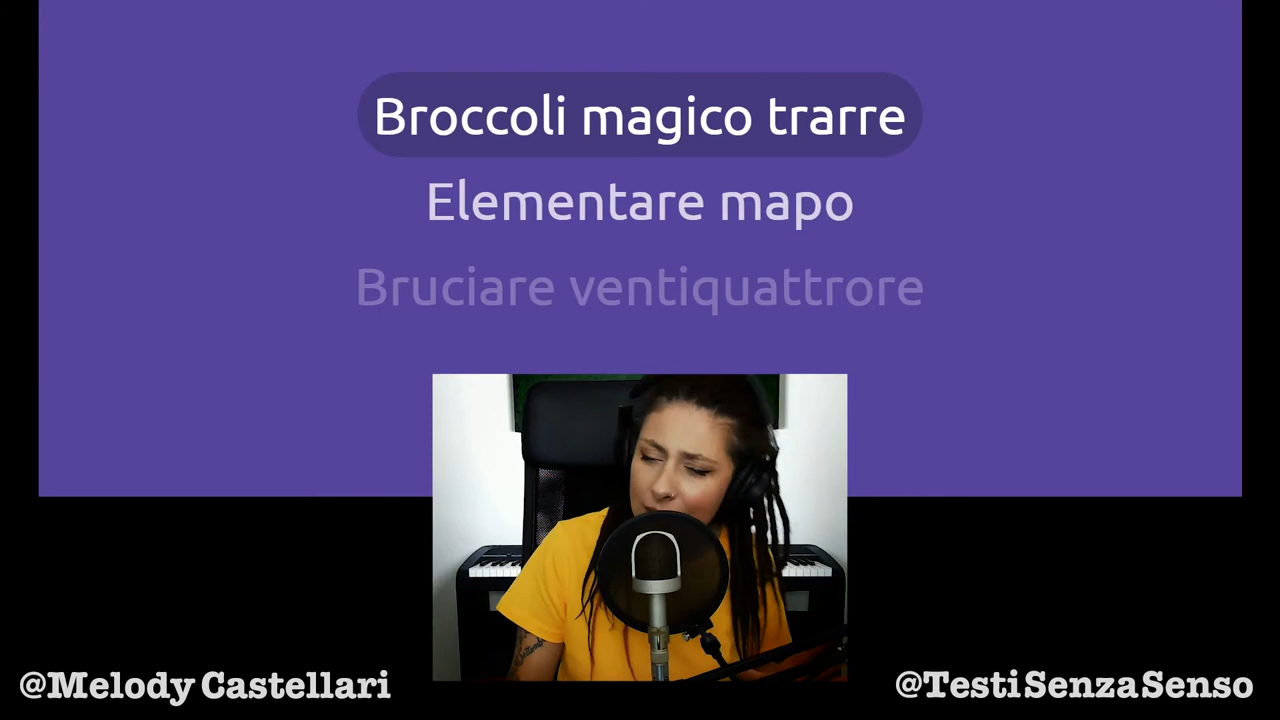 Broccoli magico trarre
Elementare mapo
Bruciare ventiquattrore
@Melody Castellari
@TestiSenzaSenso